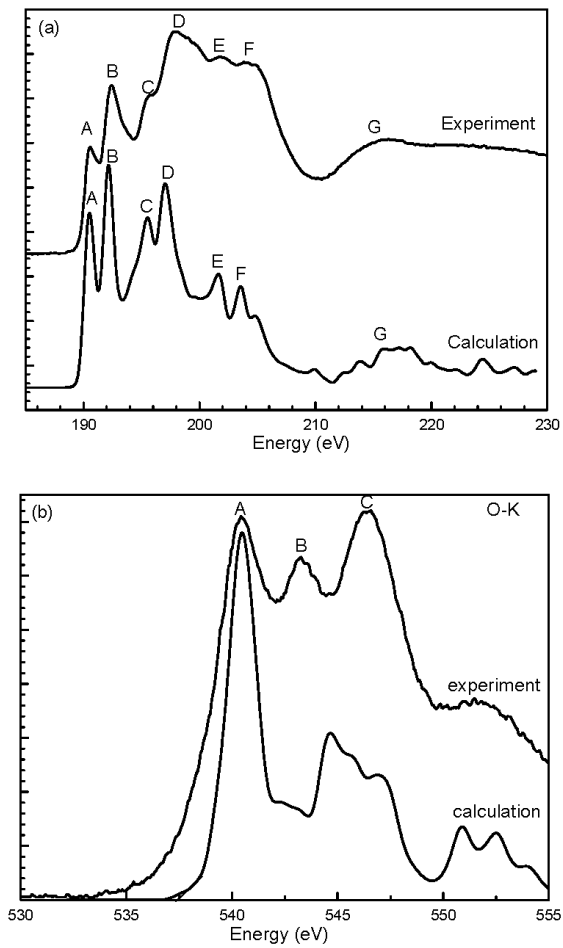 (a)
D
B
E
F
C
A
G
Experiment
B
A
D
C
E
F
G
Calculation
190 200 210 220 230
Energy (eV)
(b)
A
B
C
O-K
experiment
calculation
530 535 540 545 550 555
Energy (eV)